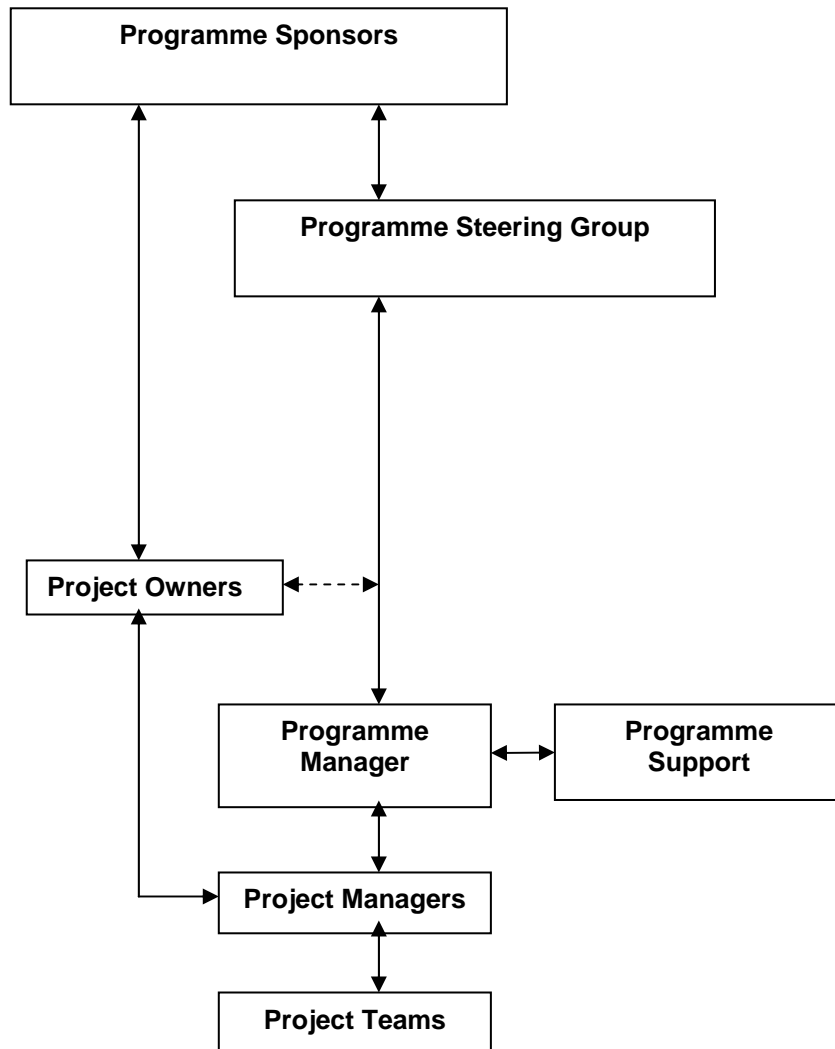 Programme Sponsors
Programme Steering Group
Project Owners
Programme
Manager
Programme
Support
Project Managers
Project Teams